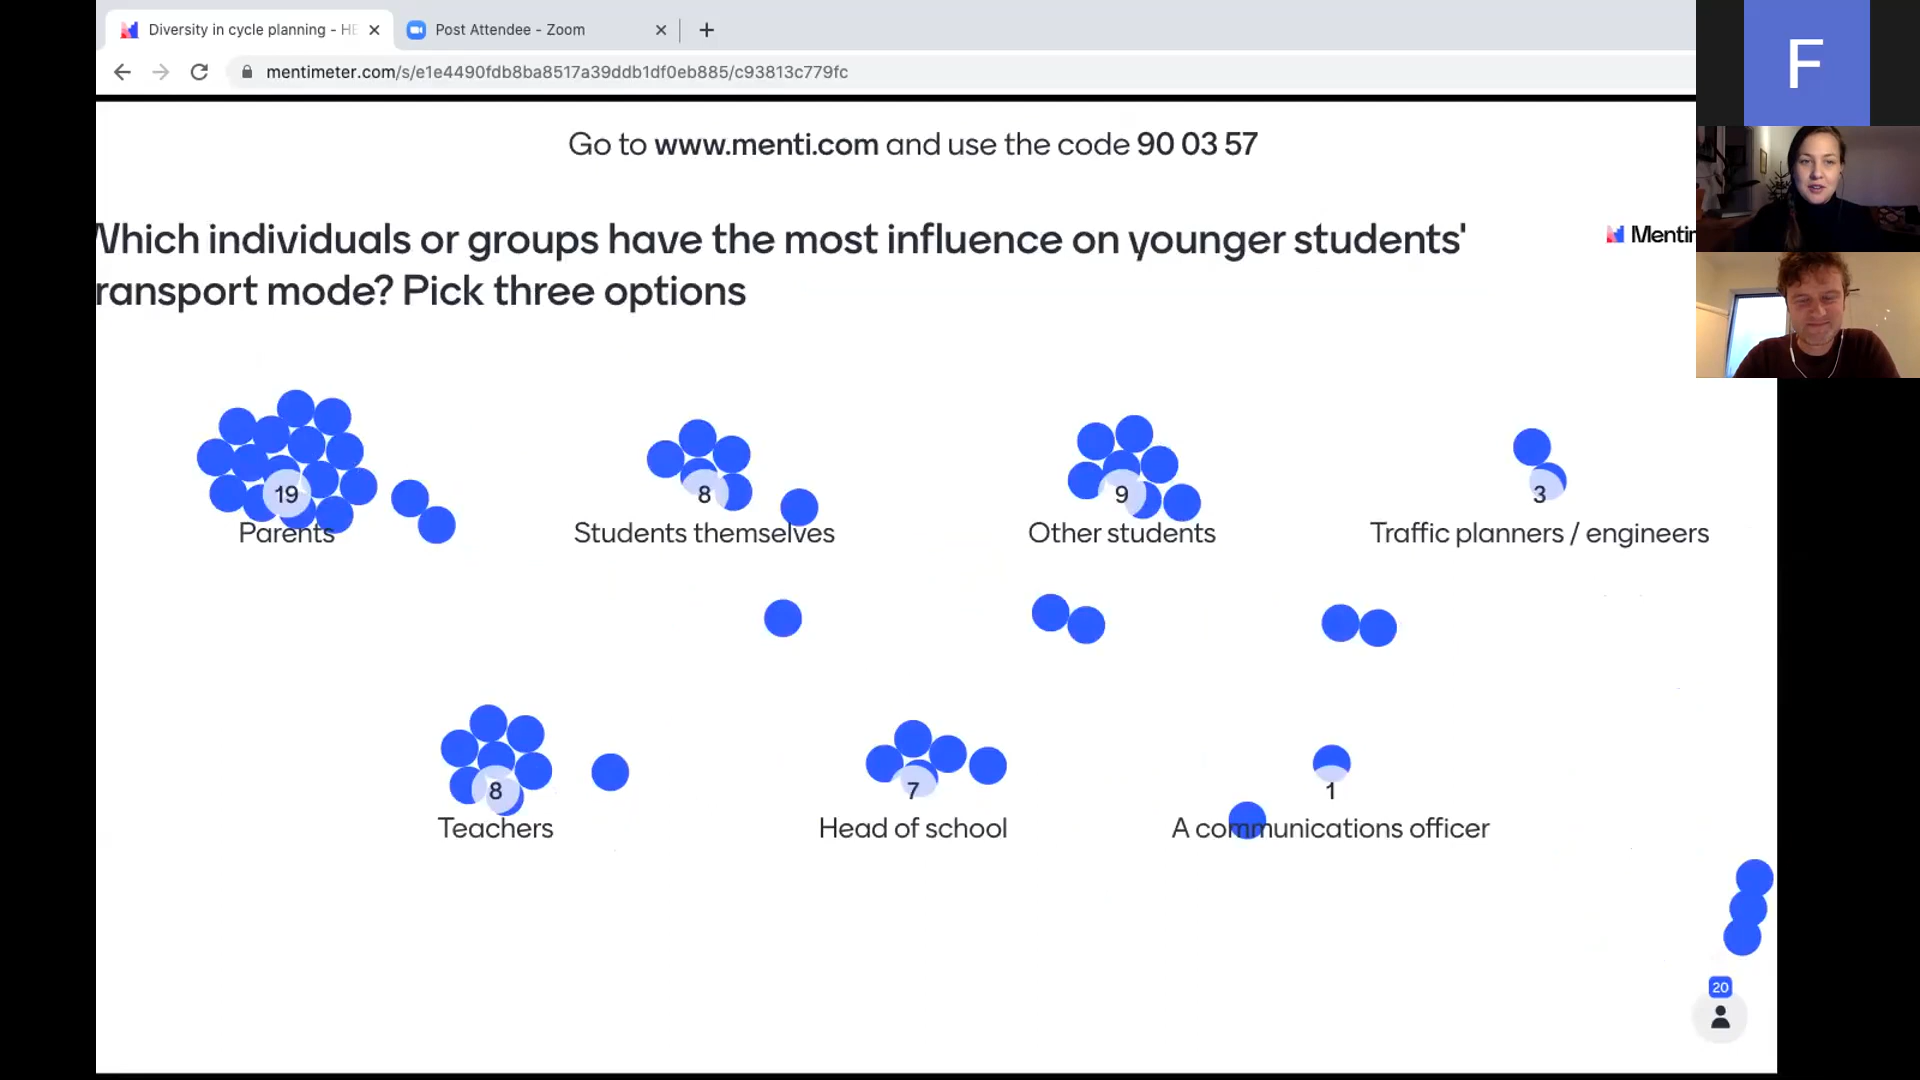 Diversity in cycle planning - HE
Post Attendee - Zoom
mentimeter.com/s/e1e4490fdb8ba8517a39ddb1df0eb885/c93813c779fc
F
Go to www.menti.com and use the code 90 03 57
Which individuals or groups have the most influence on younger students'
ransport mode? Pick three options
Mentim
19
8
9
3
Parents
Students themselves
Other students
Traffic planners / engineers
8
7
1
Teachers
Head of school
A communications officer
20